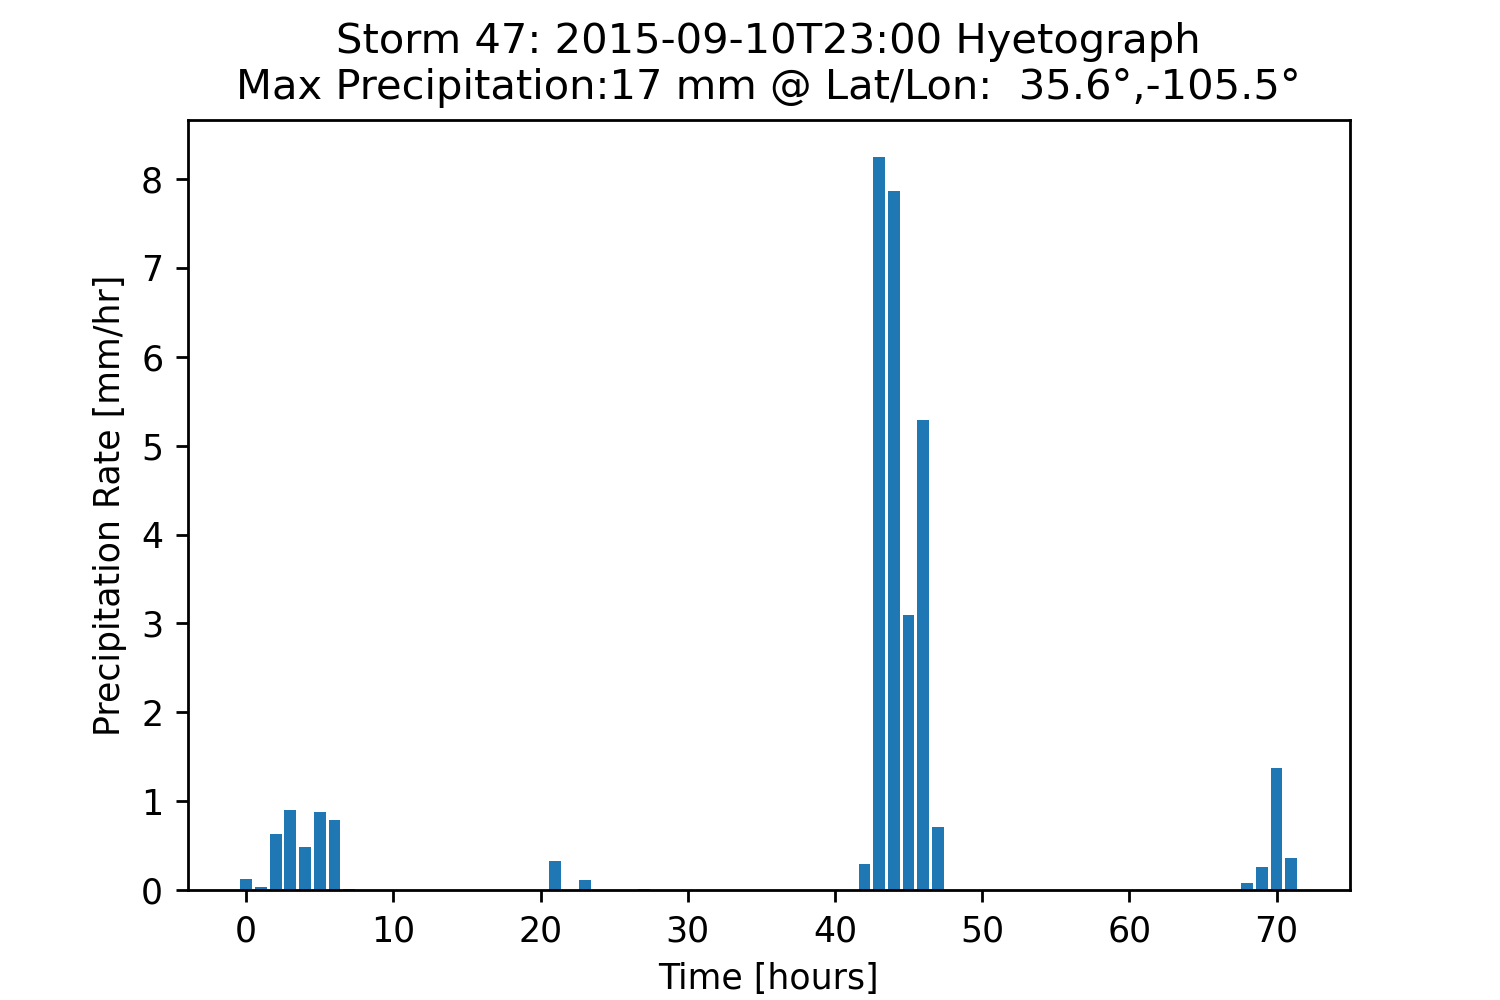 Storm 47: 2015-09-10T23:00 Hyetograph
Max Precipitation:17 mm @ Lat/Lon:  35.6°,-105.5°
8
7
6
5
4
3
2
1
0
Precipitation Rate [mm/hr]
0 10 20 30 40 50 60 70
Time [hours]